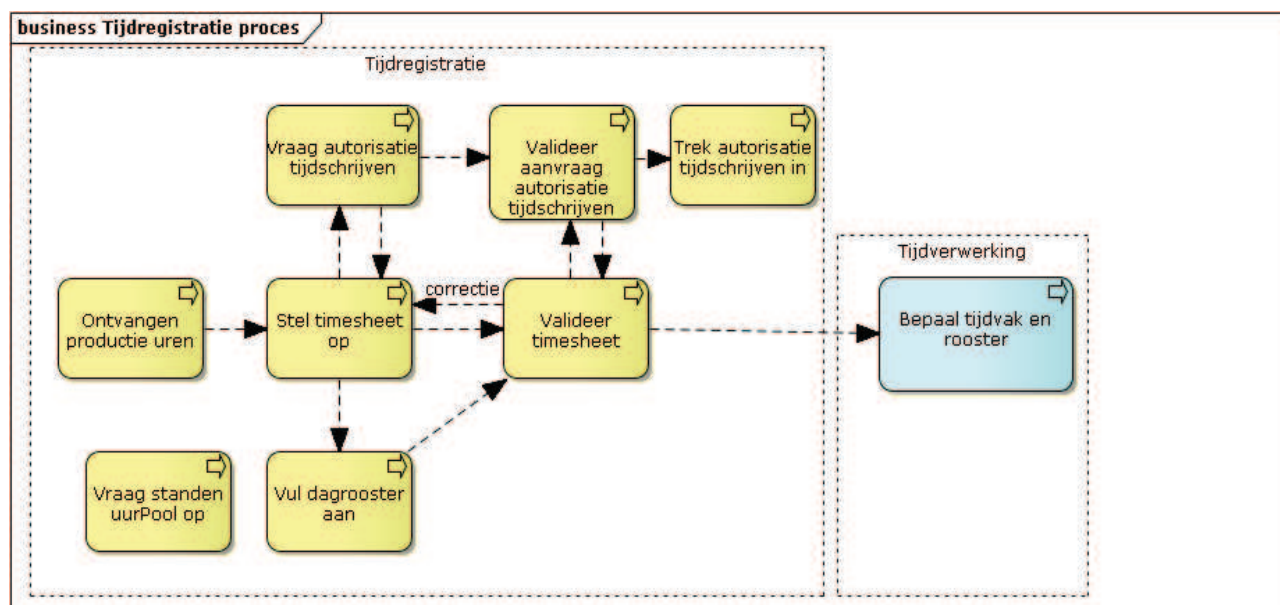 business Tijdregistratie proces
Tijdregistratie
Vraag autorisatie
tijdschrijven
Valideer
aanvraag
autorisatie
tijdschrijven
Trek autorisatie
tijdschrijven in
Tijdverwerking
Ontvangen
productie uren
Stel timesheet
op
correctie
Valideer
timesheet
Bepaal tijdvak en
rooster
Vraag standen
uurPool op
Vul dagrooster
aan